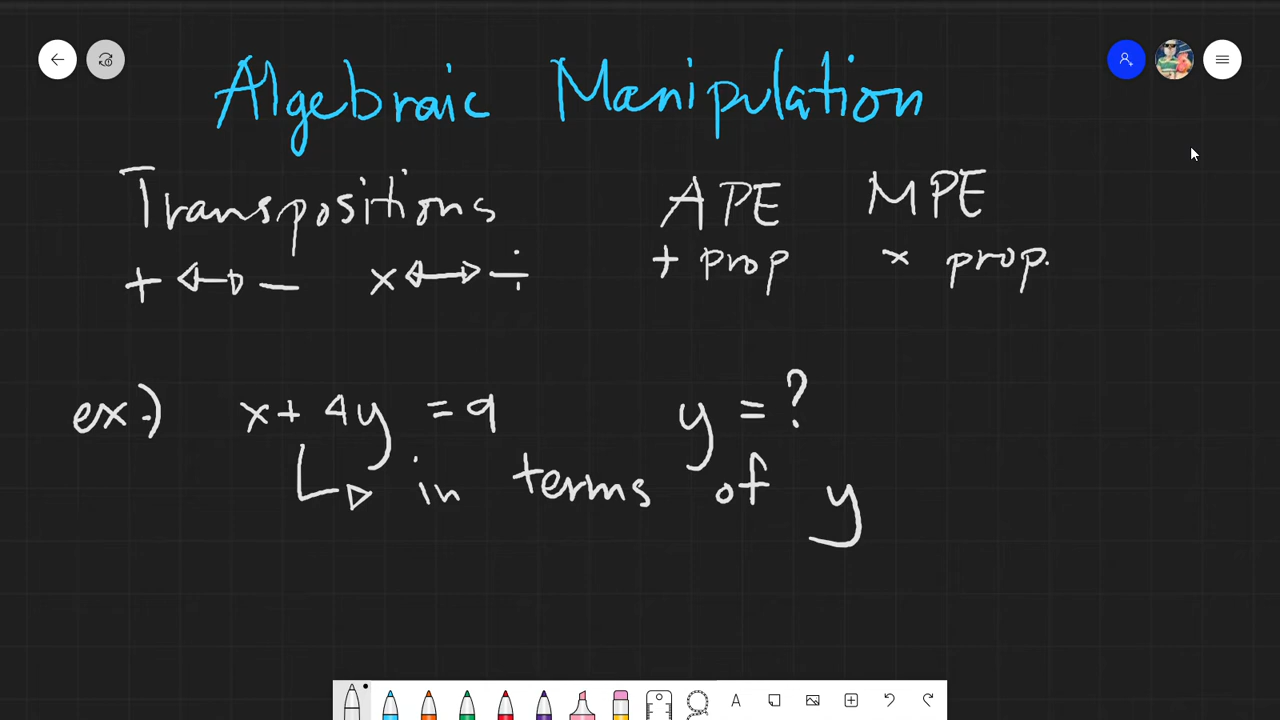 Algebraic Manipulation
Transpositions APE MPE
+ ↔ − × ↔ ÷ + prop × prop.
ex.) x + 4y = 9 y = ?
↳ in terms of y
A